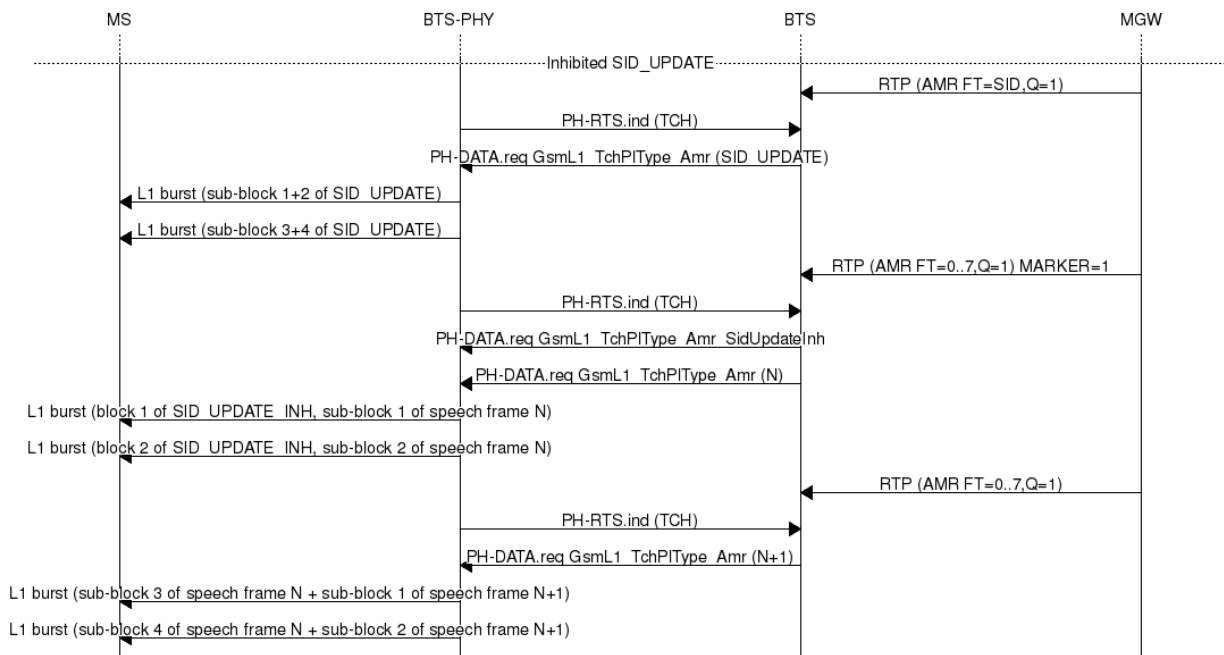 MS BTS-PHY BTS MGW
Inhibited SID_UPDATE
RTP (AMR FT=SID,Q=1)
PH-RTS.ind (TCH)
PH-DATA.req GsmL1_TchPlType_Amr (SID_UPDATE)
L1 burst (sub-block 1+2 of SID_UPDATE)
L1 burst (sub-block 3+4 of SID_UPDATE)
RTP (AMR FT=0..7,Q=1) MARKER=1
PH-RTS.ind (TCH)
PH-DATA.req GsmL1_TchPlType_Amr_SidUpdateInh
PH-DATA.req GsmL1_TchPlType_Amr (N)
L1 burst (block 1 of SID_UPDATE_INH, sub-block 1 of speech frame N)
L1 burst (block 2 of SID_UPDATE_INH, sub-block 2 of speech frame N)
RTP (AMR FT=0..7,Q=1)
PH-RTS.ind (TCH)
PH-DATA.req GsmL1_TchPlType_Amr (N+1)
L1 burst (sub-block 3 of speech frame N + sub-block 1 of speech frame N+1)
L1 burst (sub-block 4 of speech frame N + sub-block 2 of speech frame N+1)